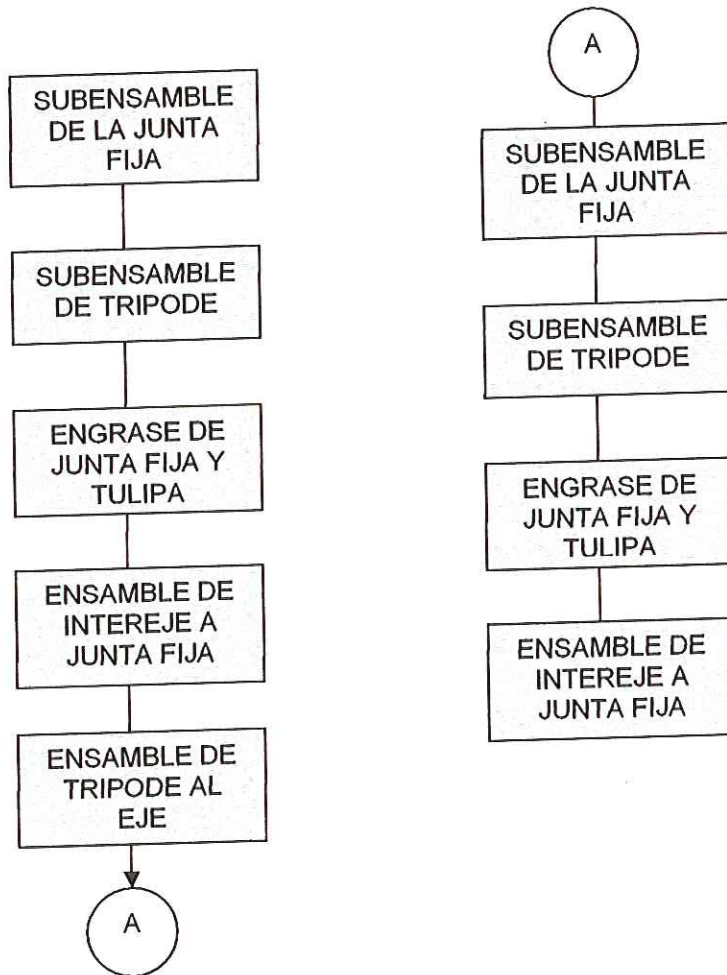 SUBENSAMBLE
DE LA JUNTA
FIJA
SUBENSAMBLE
DE TRIPODE
ENGRASE DE
JUNTA FIJA Y
TULIPA
ENSAMBLE DE
INTEREJE A
JUNTA FIJA
ENSAMBLE DE
TRIPODE AL
EJE
A
A
SUBENSAMBLE
DE LA JUNTA
FIJA
SUBENSAMBLE
DE TRIPODE
ENGRASE DE
JUNTA FIJA Y
TULIPA
ENSAMBLE DE
INTEREJE A
JUNTA FIJA